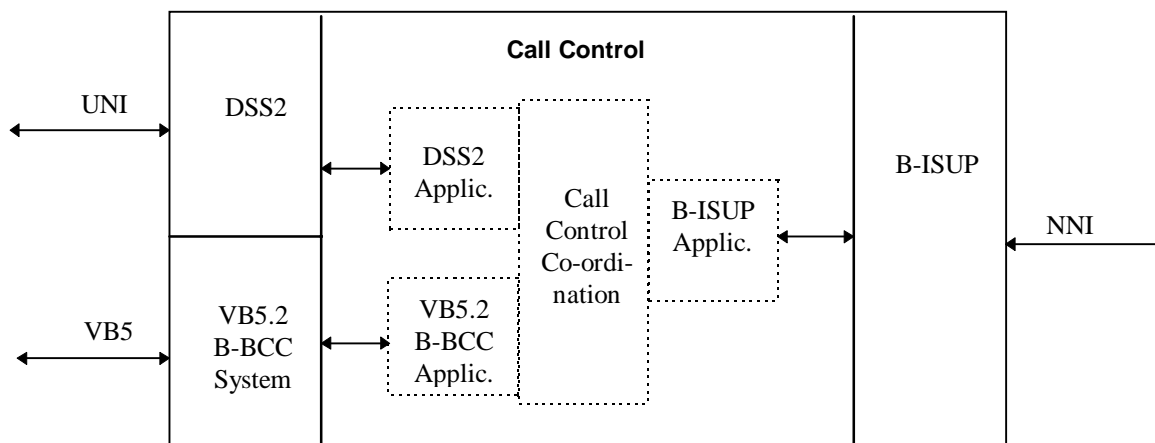 Call Control
UNI
DSS2
DSS2
Applic.
Call
Control
Co-ordi-
nation
B-ISUP
Applic.
B-ISUP
NNI
VB5
VB5.2
B-BCC
System
VB5.2
B-BCC
Applic.